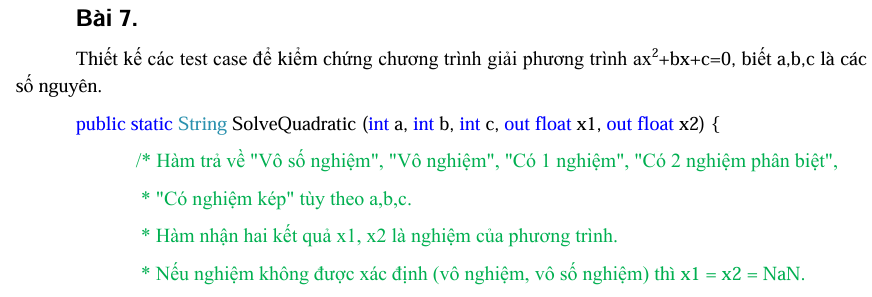 Bài 7.
Thiết kế các test case để kiểm chứng chương trình giải phương trình ax²+bx+c=0, biết a,b,c là các
số nguyên.
public static String SolveQuadratic (int a, int b, int c, out float x1, out float x2) {
/* Hàm trả về "Vô số nghiệm", "Vô nghiệm", "Có 1 nghiệm", "Có 2 nghiệm phân biệt",
* "Có nghiệm kép" tùy theo a,b,c.
* Hàm nhận hai kết quả x1, x2 là nghiệm của phương trình.
* Nếu nghiệm không được xác định (vô nghiệm, vô số nghiệm) thì x1 = x2 = NaN.